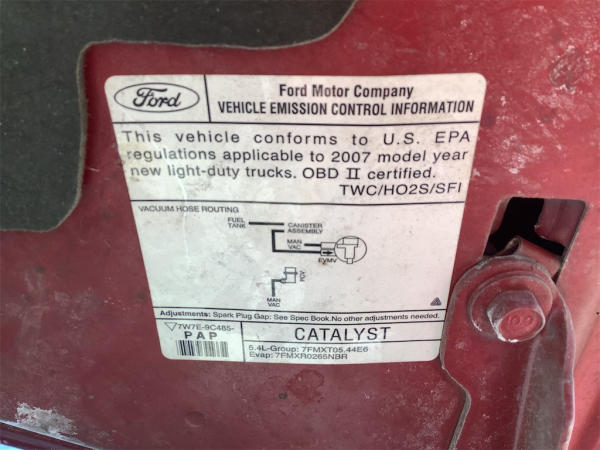 Ford
Ford Motor Company
VEHICLE EMISSION CONTROL INFORMATION
This vehicle conforms to U.S. EPA
regulations applicable to 2007 model year
new light-duty trucks. OBD II certified.
TWC/HO2S/SFI
VACUUM HOSE ROUTING
FUEL
TANK
CANISTER
ASSEMBLY
MAN
VAC
EVMV
T
PCV
MAN
VAC
Adjustments: Spark Plug Gap: See Spec Book.No other adjustments needed.
7W7E-9C485-
PAP
CATALYST
5.4L-Group: 7FMXT05.44E6
Evap: 7FMXR0265NBR